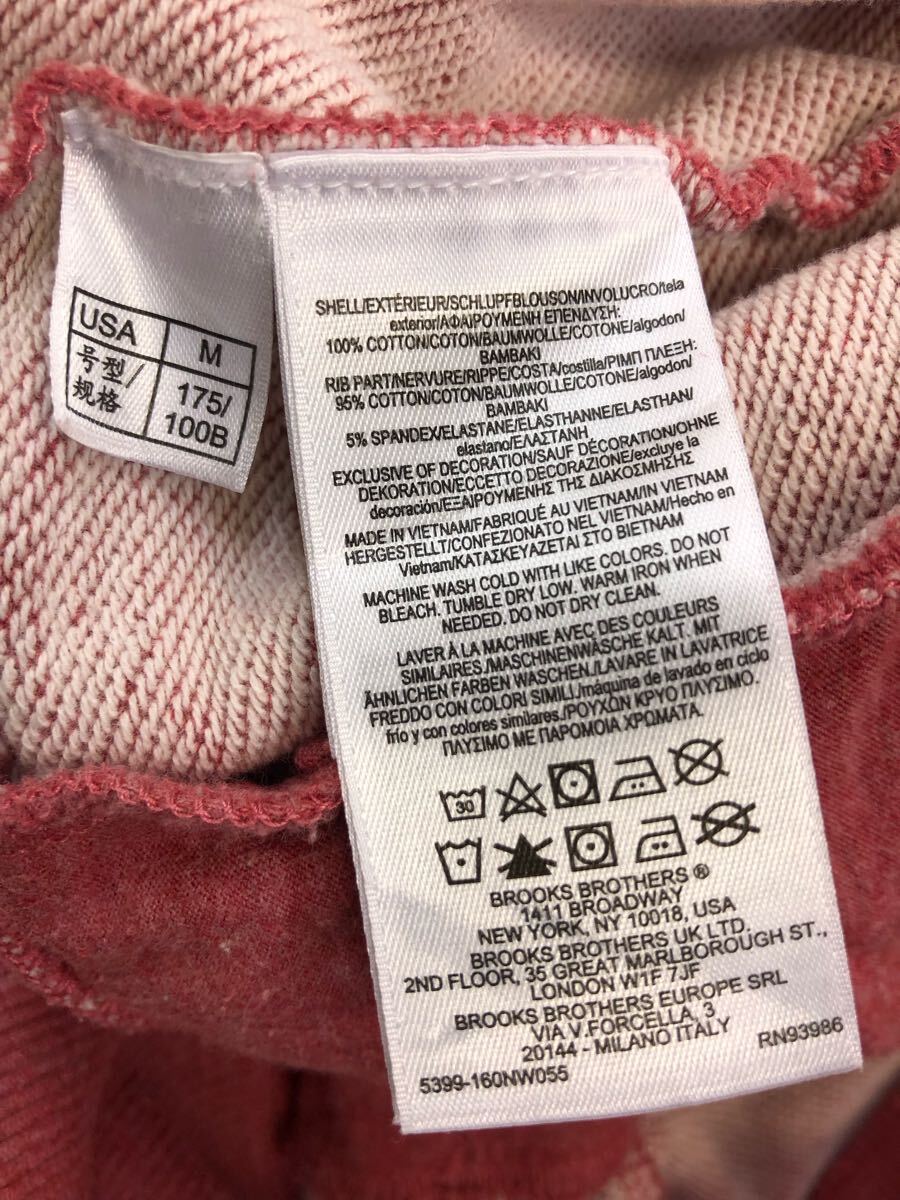 USA
M
号型/
规格
175/
100B
SHELL/EXTÉRIEUR/SCHLUPFBLOUSON/INVOLUCRO/tela
exterior/ΑΦΑΙΡΟΥΜΕΝΗ ΕΠΕΝΔΥΣΗ:
100% COTTON/COTON/BAUMWOLLE/COTONE/algodon/
BAMBAKI
RIB PART/NERVURE/RIPPE/COSTA/costilla/ΡΙΜΠ ΠΛΕΞΗ:
95% COTTON/COTON/BAUMWOLLE/COTONE/algodon/
BAMBAKI
5% SPANDEX/ELASTANE/ELASTHANNE/ELASTHAN/
elastano/ΕΛΑΣΤΑΝΗ
EXCLUSIVE OF DECORATION/SAUF DÉCORATION/OHNE
DEKORATION/ECCETTO DECORAZIONE/excluye la
decoración/ΕΞΑΙΡΟΥΜΕΝΗΣ ΤΗΣ ΔΙΑΚΟΣΜΗΣΗΣ
MADE IN VIETNAM/FABRIQUÉ AU VIETNAM/IN VIETNAM
HERGESTELLT/CONFEZIONATO NEL VIETNAM/Hecho en
Vietnam/ΚΑΤΑΣΚΕΥΑΖΕΤΑΙ ΣΤΟ ΒΙΕΤΝΑΜ
MACHINE WASH COLD WITH LIKE COLORS. DO NOT
BLEACH. TUMBLE DRY LOW. WARM IRON WHEN
NEEDED. DO NOT DRY CLEAN.
LAVER À LA MACHINE AVEC DES COULEURS
SIMILAIRES/MASCHINENWÄSCHE KALT. MIT
ÄHNLICHEN FARBEN WASCHEN/LAVARE IN LAVATRICE
FREDDO CON COLORI SIMILI./máquina de lavado en ciclo
frio y con colores similares./ΡΟΥΧΩΝ ΚΡΥΟ ΠΛΥΣΙΜΟ.
ΠΛΥΣΙΜΟ ΜΕ ΠΑΡΟΜΟΙΑ ΧΡΩΜΑΤΑ.
30
BROOKS BROTHERS ®
1411 BROADWAY
NEW YORK, NY 10018, USA
BROOKS BROTHERS UK LTD.
2ND FLOOR, 35 GREAT MARLBOROUGH ST.,
LONDON W1F 7JF
BROOKS BROTHERS EUROPE SRL
VIA V.FORCELLA, 3
20144 - MILANO ITALY
RN93986
5399-160NW055